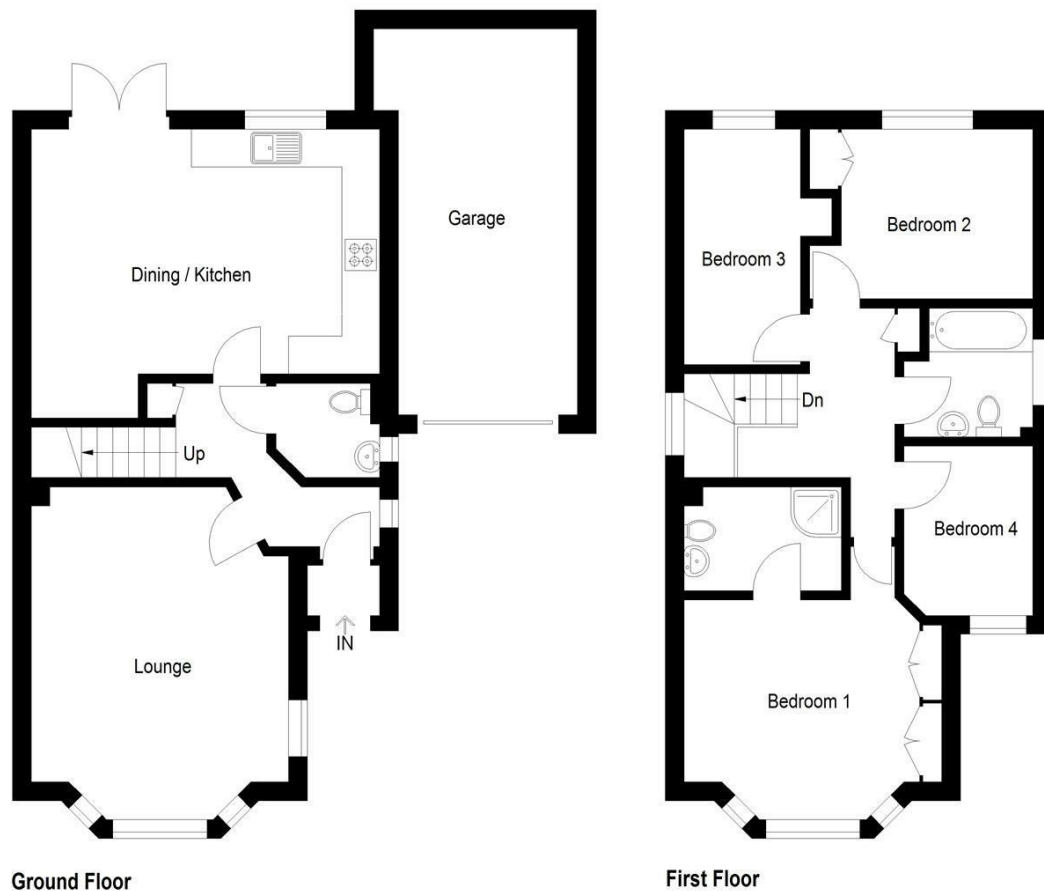 Garage
Dining / Kitchen
Up
Lounge
IN
Ground Floor
Bedroom 2
Bedroom 3
Dn
Bedroom 4
Bedroom 1
First Floor